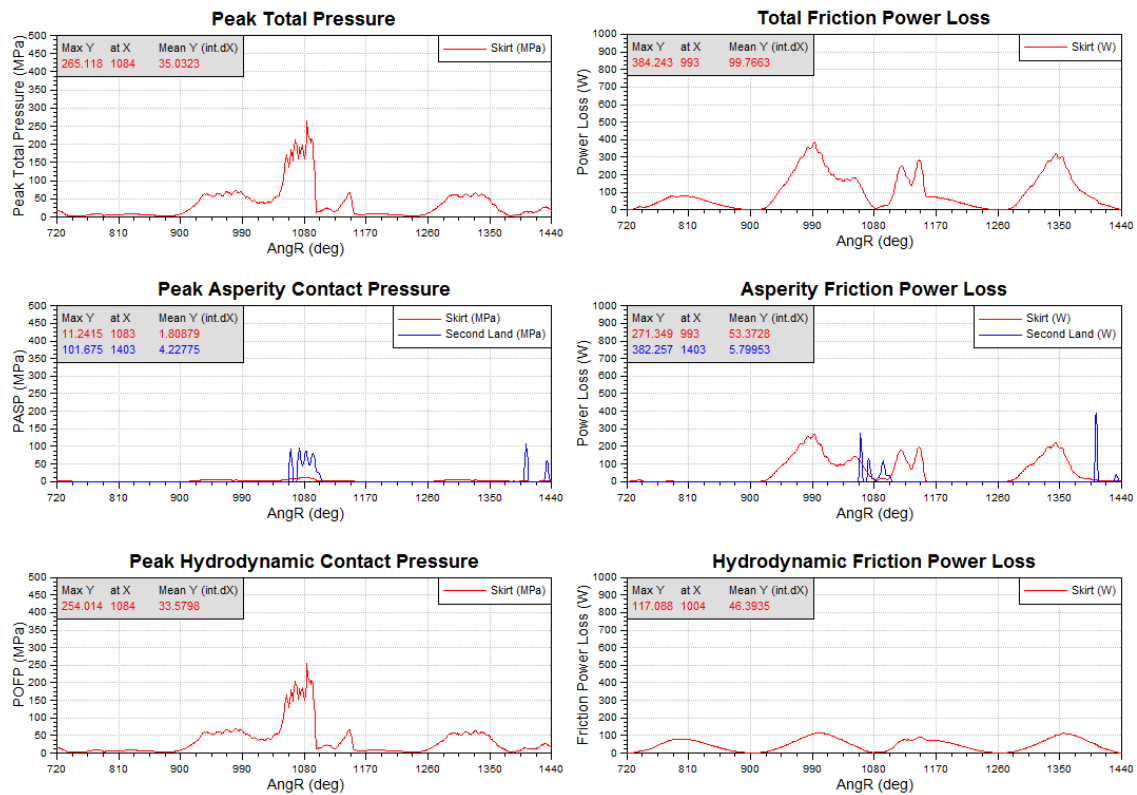 Peak Total Pressure
Max Y at X Mean Y (int.dX)
265.118 1084 35.0323
Skirt (MPa)
Peak Total Pressure (MPa)
500
450
400
350
300
250
200
150
100
50
0
720 810 900 990 1080 1170 1260 1350 1440
AngR (deg)
Total Friction Power Loss
Max Y at X Mean Y (int.dX)
384.243 993 99.7663
Skirt (W)
Power Loss (W)
1000
900
800
700
600
500
400
300
200
100
0
720 810 900 990 1080 1170 1260 1350 1440
AngR (deg)
Peak Asperity Contact Pressure
Max Y at X Mean Y (int.dX)
11.2415 1083 1.80879
101.675 1403 4.22775
Skirt (MPa)
Second Land (MPa)
PASP (MPa)
500
450
400
350
300
250
200
150
100
50
0
720 810 900 990 1080 1170 1260 1350 1440
AngR (deg)
Asperity Friction Power Loss
Max Y at X Mean Y (int.dX)
271.349 993 53.3728
382.257 1403 5.79953
Skirt (W)
Second Land (W)
Power Loss (W)
1000
900
800
700
600
500
400
300
200
100
0
720 810 900 990 1080 1170 1260 1350 1440
AngR (deg)
Peak Hydrodynamic Contact Pressure
Max Y at X Mean Y (int.dX)
254.014 1084 33.5798
Skirt (MPa)
POFP (MPa)
500
450
400
350
300
250
200
150
100
50
0
720 810 900 990 1080 1170 1260 1350 1440
AngR (deg)
Hydrodynamic Friction Power Loss
Max Y at X Mean Y (int.dX)
117.088 1004 46.3935
Skirt (W)
Friction Power Loss (W)
1000
900
800
700
600
500
400
300
200
100
0
720 810 900 990 1080 1170 1260 1350 1440
AngR (deg)